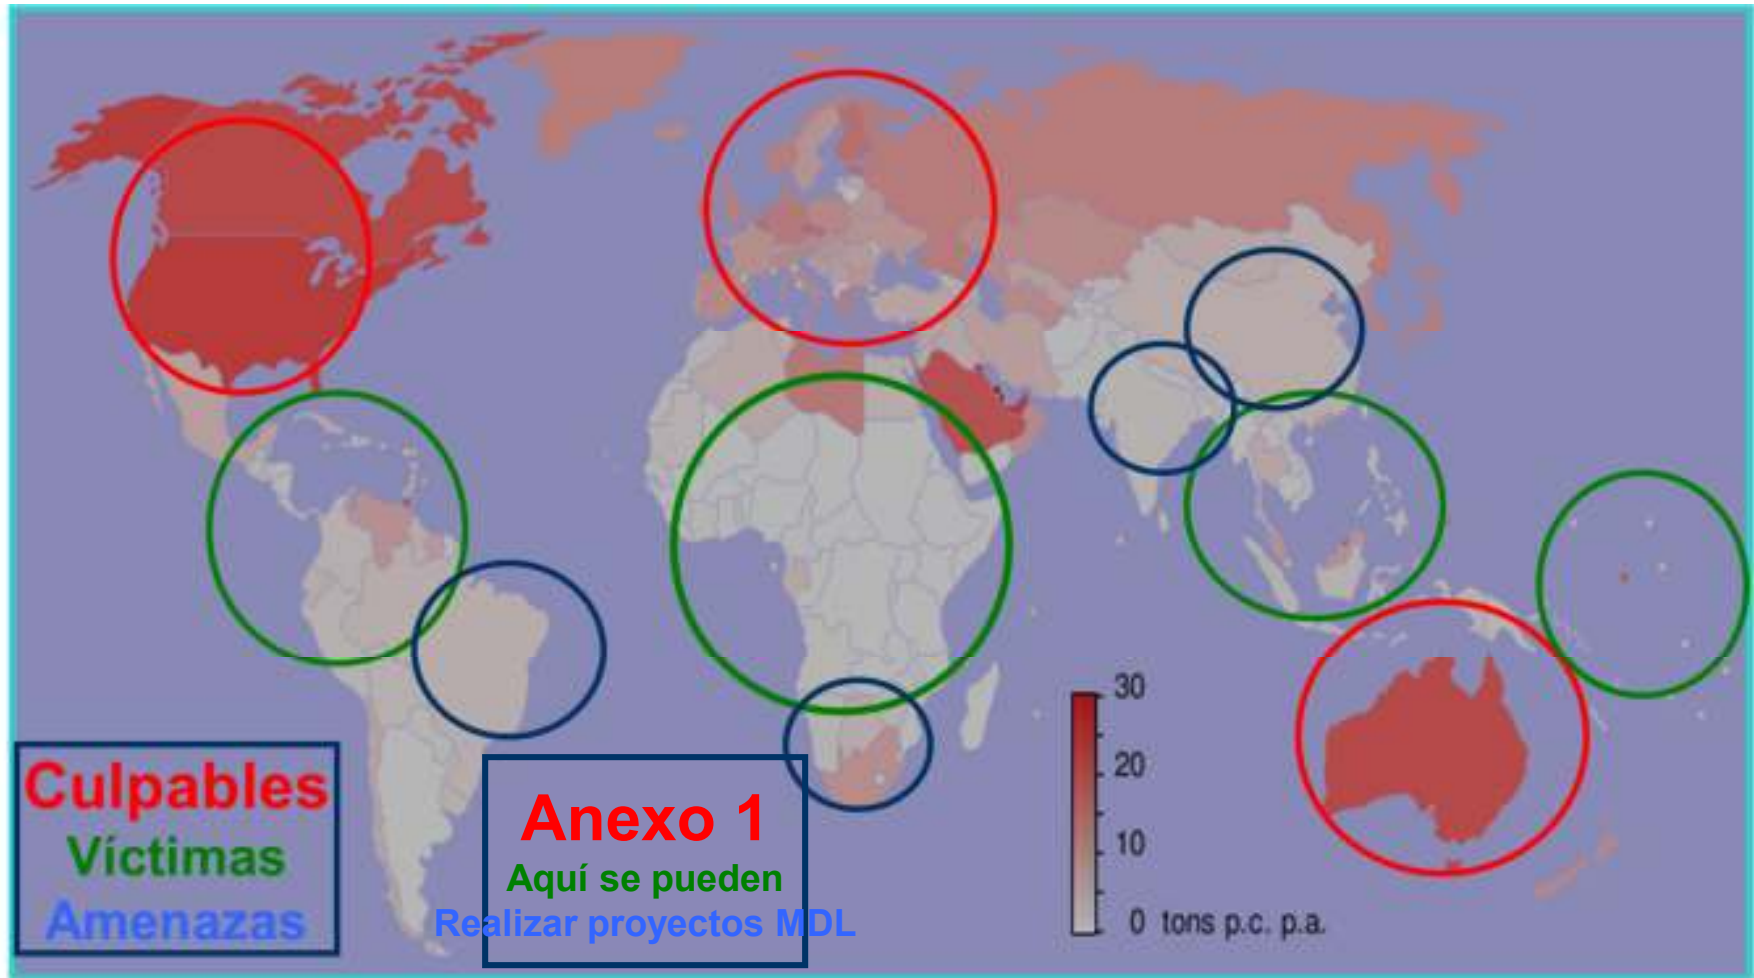 Culpables
Víctimas
Amenazas
Anexo 1
Aquí se pueden
Realizar proyectos MDL
30
20
10
0 tons p.c. p.a.